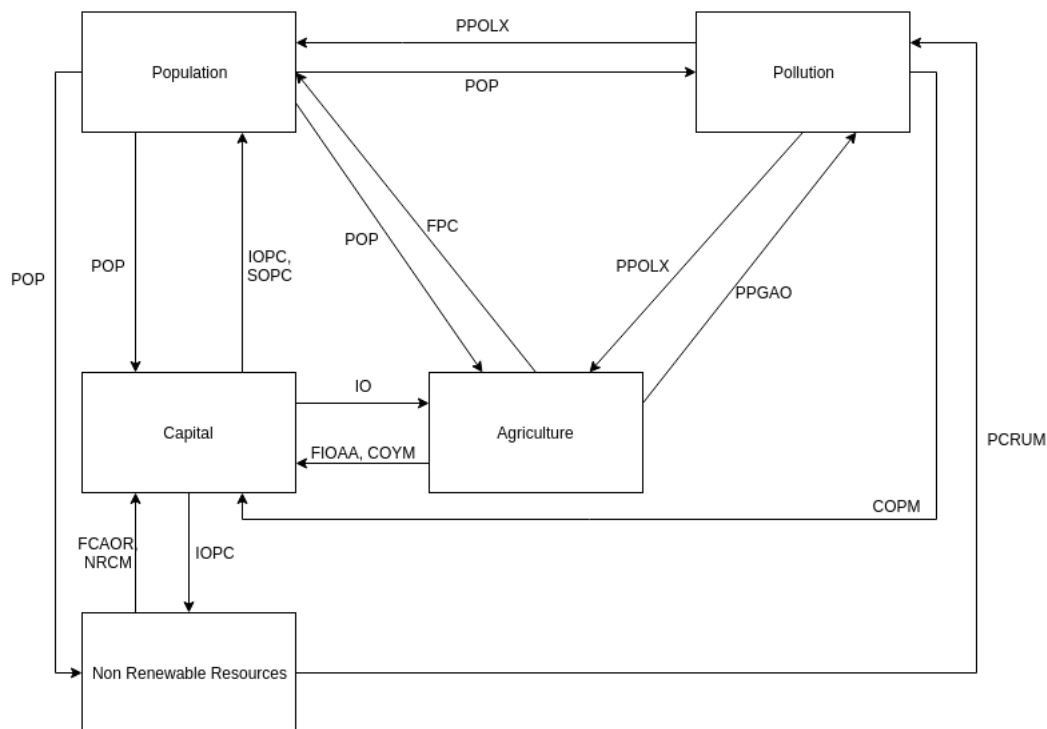 PPOLX
Population
Pollution
POP
POP
FPC
POP
IOPC,
SOPC
PPOLX
POP
PPGAO
IO
Capital
Agriculture
PCRUM
FIOAA, COYM
COPM
FCAOR,
NRCM
IOPC
Non Renewable Resources